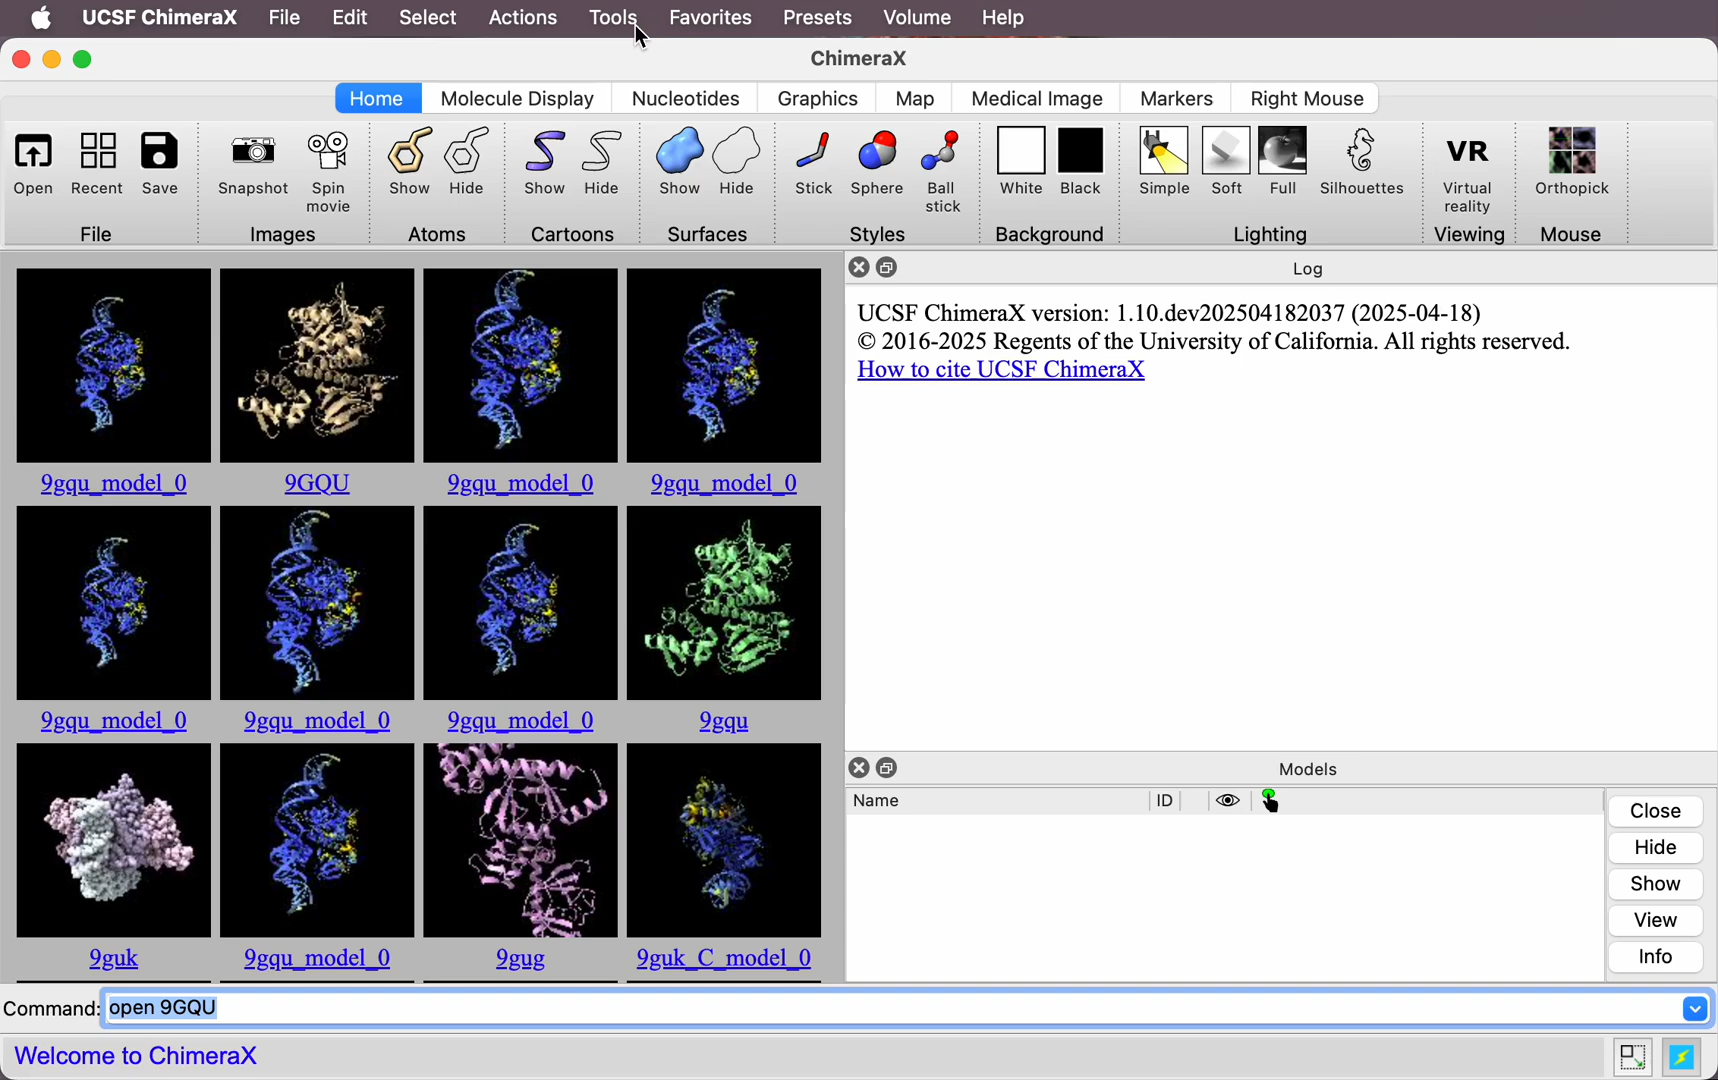 UCSF ChimeraX File Edit Select Actions Tools Favorites Presets Volume Help
ChimeraX
Home Molecule Display Nucleotides Graphics Map Medical Image Markers Right Mouse
Open Recent Save Snapshot Spin movie Show Hide Show Hide Show Hide Stick Sphere Ball stick White Black Simple Soft Full Silhouettes VR Virtual reality Orthopick
File Images Atoms Cartoons Surfaces Styles Background Lighting Viewing Mouse
Log
UCSF ChimeraX version: 1.10.dev202504182037 (2025-04-18)
© 2016-2025 Regents of the University of California. All rights reserved.
How to cite UCSF ChimeraX
9gqu_model_0 9GQU 9gqu_model_0 9gqu_model_0
9gqu_model_0 9gqu_model_0 9gqu_model_0 9gqu
9guk 9gqu_model_0 9gug 9guk_C_model_0
Models
Name ID
Close
Hide
Show
View
Info
Command: open 9GQU
Welcome to ChimeraX